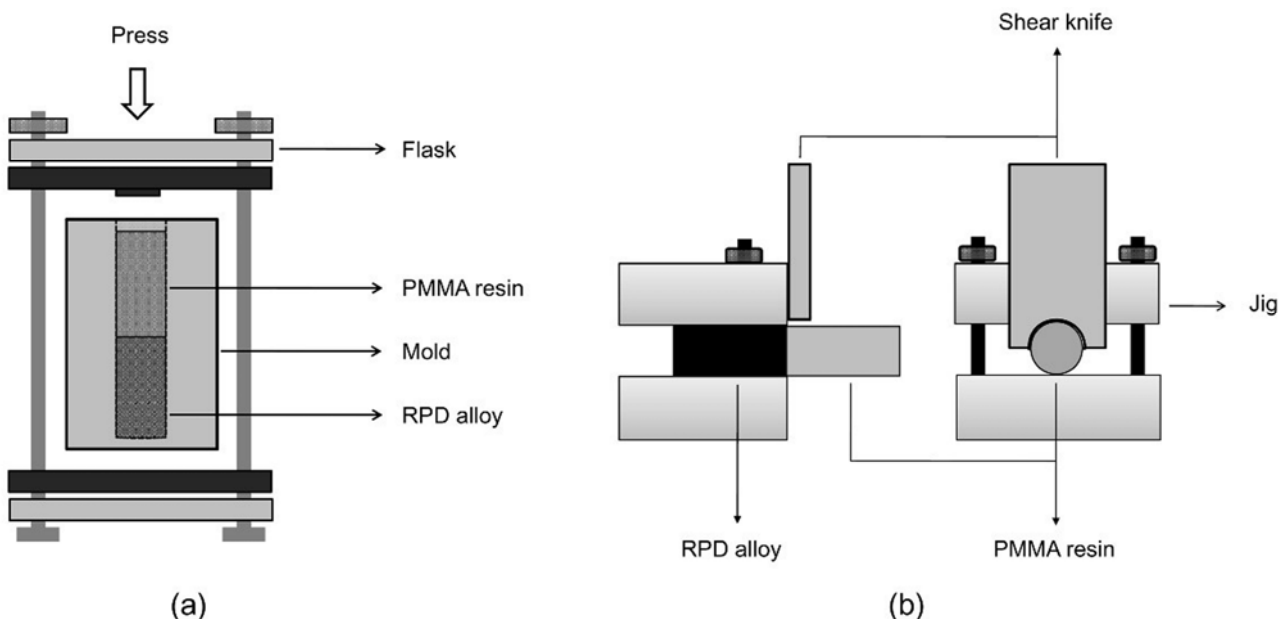 Press
Flask
PMMA resin
Mold
RPD alloy
(a)
Shear knife
Jig
RPD alloy
PMMA resin
(b)